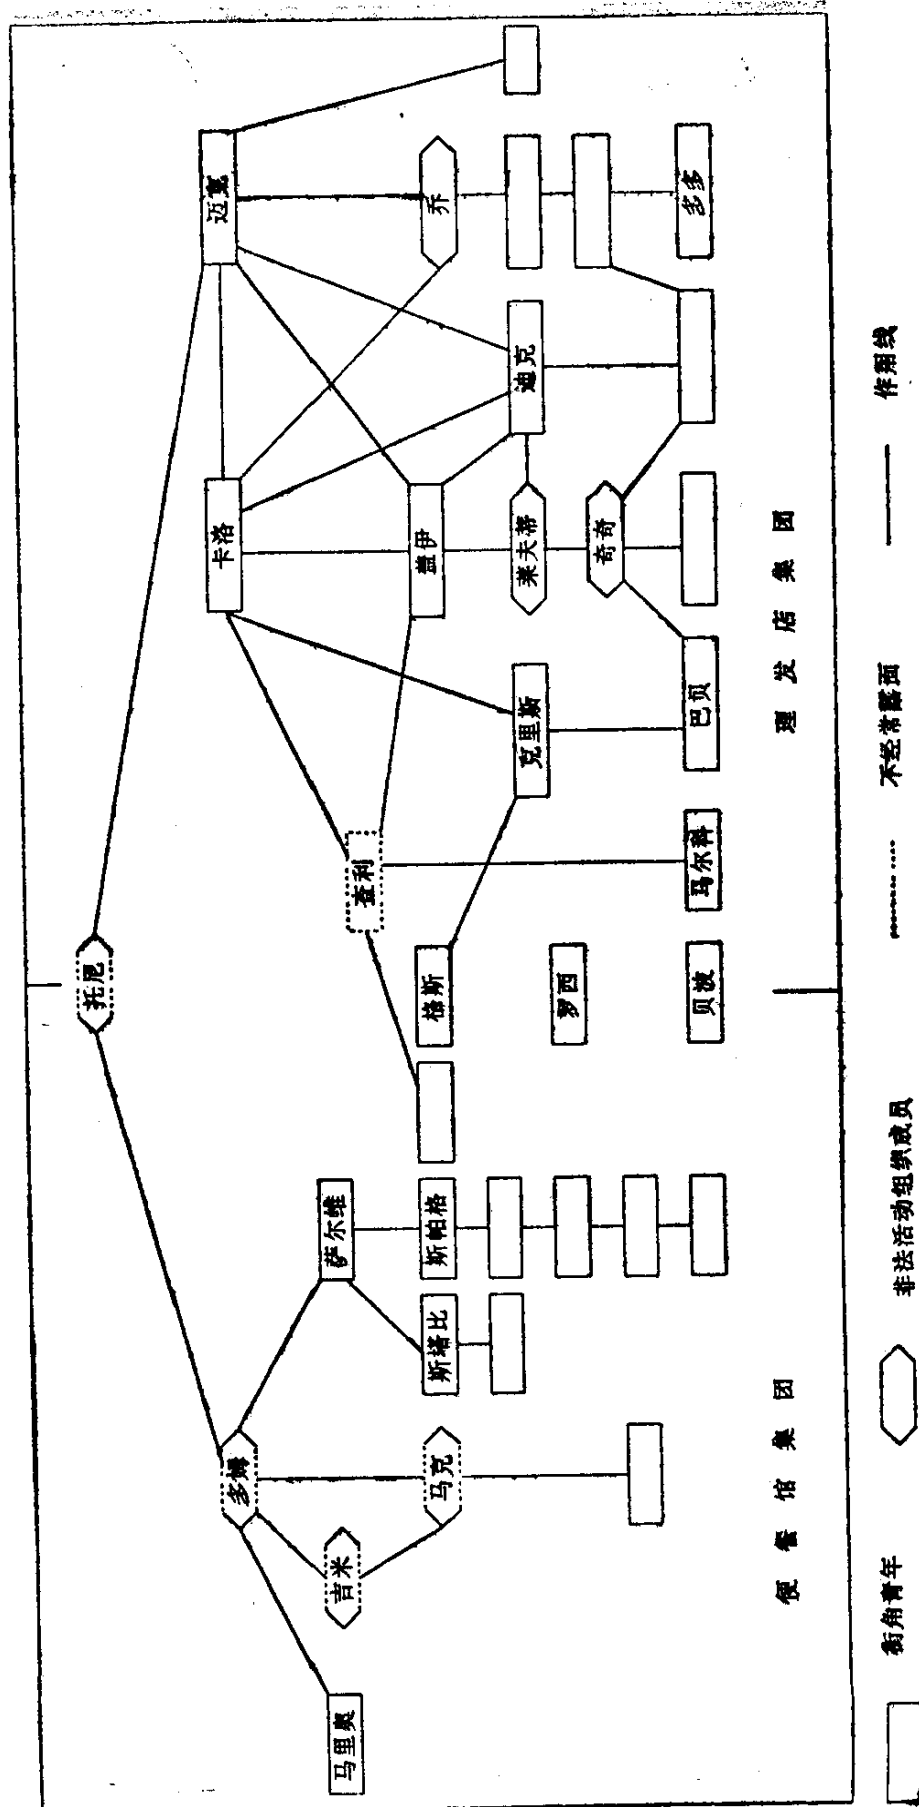 托尼
多姆
卡洛
迈克
马里奥
吉米
萨尔维
查利
马克
斯塔比
斯帕格
格斯
盖伊
乔
克里斯
莱夫蒂
迪克
罗西
奇奇
贝波
马尔科
巴贝
多多
便餐馆集团
理发店集团
街角青年
非法活动组织成员
不经常露面
作用线